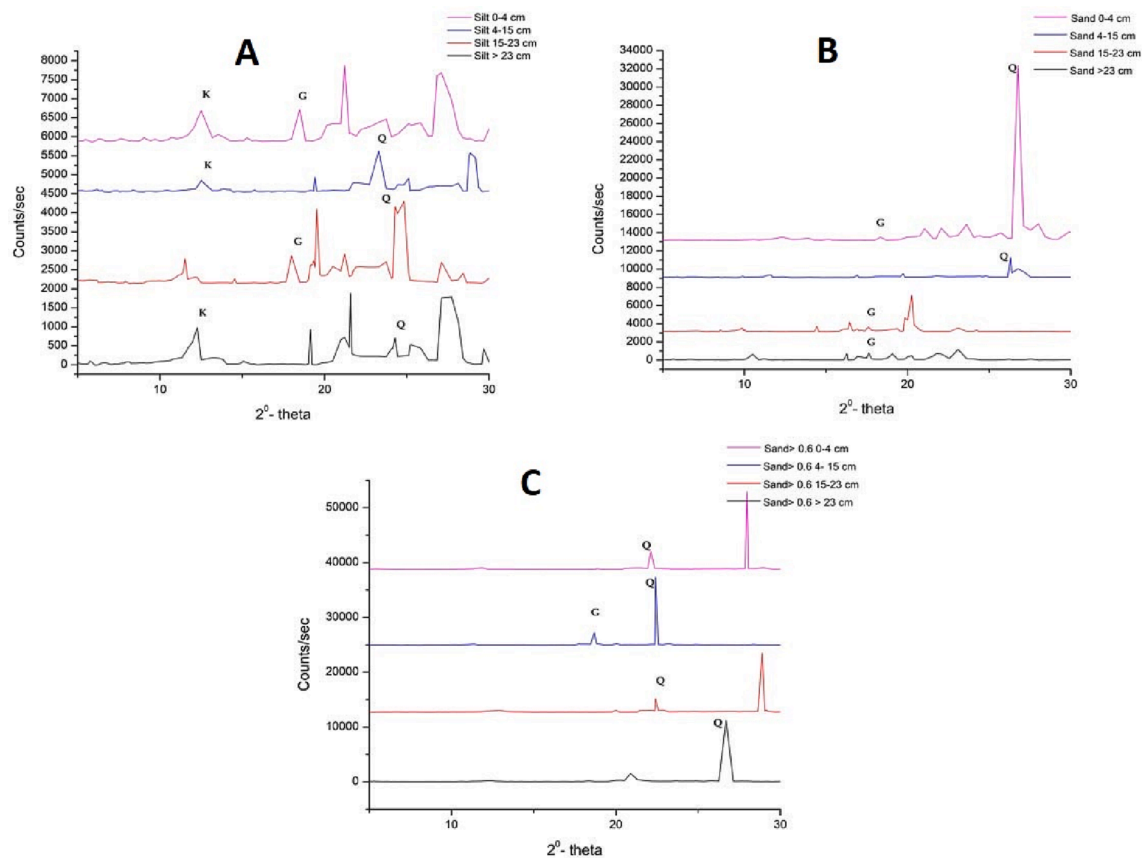 A
Silt 0-4 cm
Silt 4-15 cm
Silt 15-23 cm
Silt > 23 cm
8000
7500
7000
6500
6000
5500
5000
4500
4000
3500
3000
2500
2000
1500
1000
500
0
Counts/sec
K
G
K
Q
G
Q
K
Q
10
20
30
2⁰- theta
B
Sand 0-4 cm
Sand 4-15 cm
Sand 15-23 cm
Sand >23 cm
34000
32000
30000
28000
26000
24000
22000
20000
18000
16000
14000
12000
10000
8000
6000
4000
2000
0
Counts/sec
Q
G
Q
G
G
10
20
30
2⁰- theta
C
Sand> 0.6 0-4 cm
Sand> 0.6 4- 15 cm
Sand> 0.6 15-23 cm
Sand> 0.6 > 23 cm
50000
40000
30000
20000
10000
0
Counts/sec
Q
Q
G
Q
Q
10
20
30
2⁰- theta